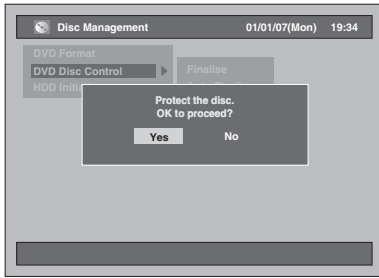 Disc Management 01/01/07(Mon) 19:34
DVD Format
DVD Disc Control
Finalise
HDD
Protect the disc.
OK to proceed?
Yes No